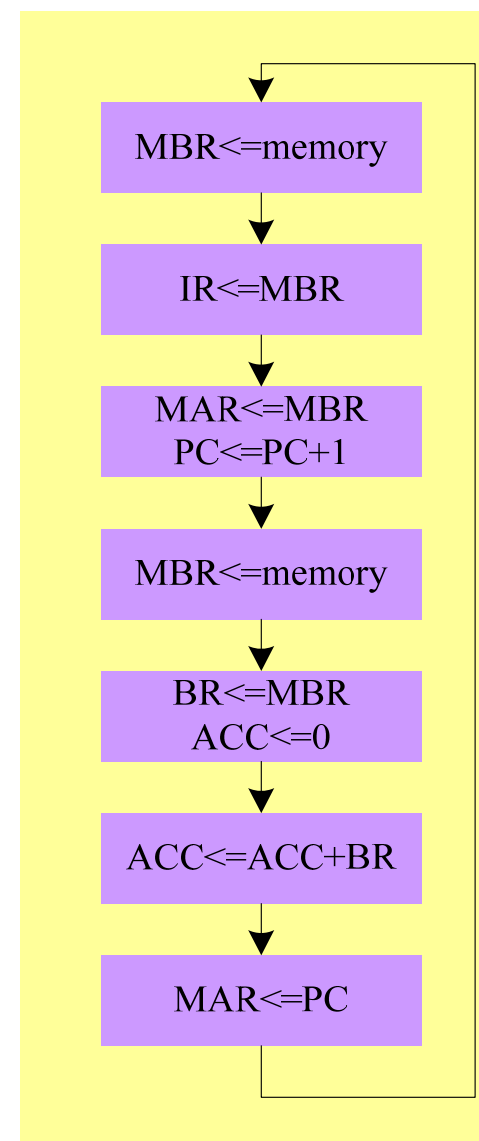 MBR<=memory
IR<=MBR
MAR<=MBR
PC<=PC+1
MBR<=memory
BR<=MBR
ACC<=0
ACC<=ACC+BR
MAR<=PC